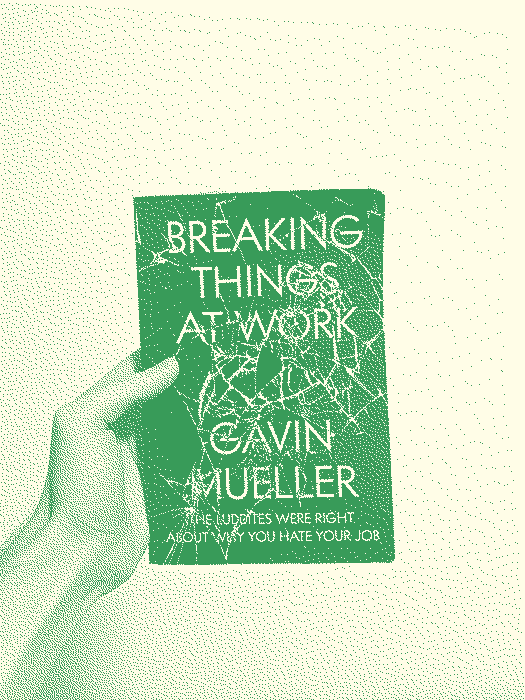 BREAKING
THINGS
AT WORK
GAVIN
MUELLER
THE LUDDITES WERE RIGHT
ABOUT WHY YOU HATE YOUR JOB